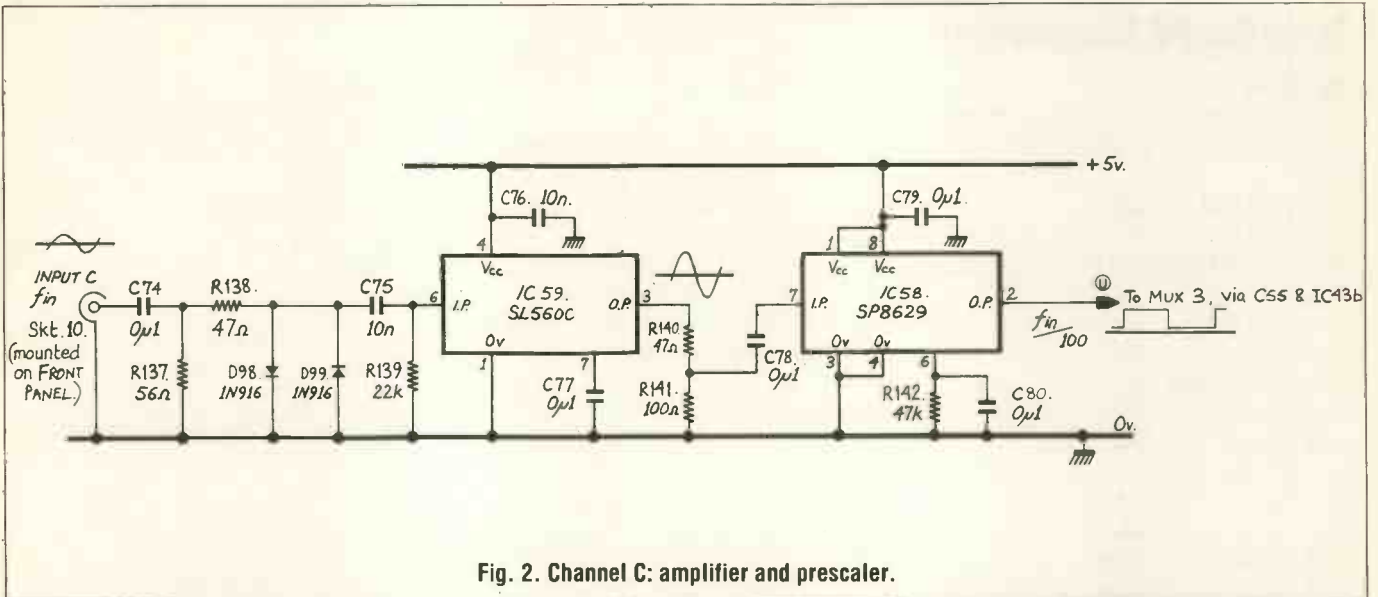 +5v.
C76. 10n.
C79. 0µ1.
4
Vcc
1
8
Vcc
Vcc
INPUT C
fin
Skt.10.
(mounted
on FRONT
PANEL.)
C74
0µ1
R138.
47Ω
C75
10n
6
I.P.
IC 59.
SL560C
O.P.
3
7
I.P.
IC 58.
SP8629
O.P.
2
U
To Mux 3, via C55 & IC43b
fin/100
R137.
56Ω
D98.
1N916
D99.
1N916
R139
22k
0v
1
7
C77
0µ1
R140.
47Ω
R141.
100Ω
C78.
0µ1
0v
3
4
6
R142.
47k
C80.
0µ1
0v.
Fig. 2. Channel C: amplifier and prescaler.